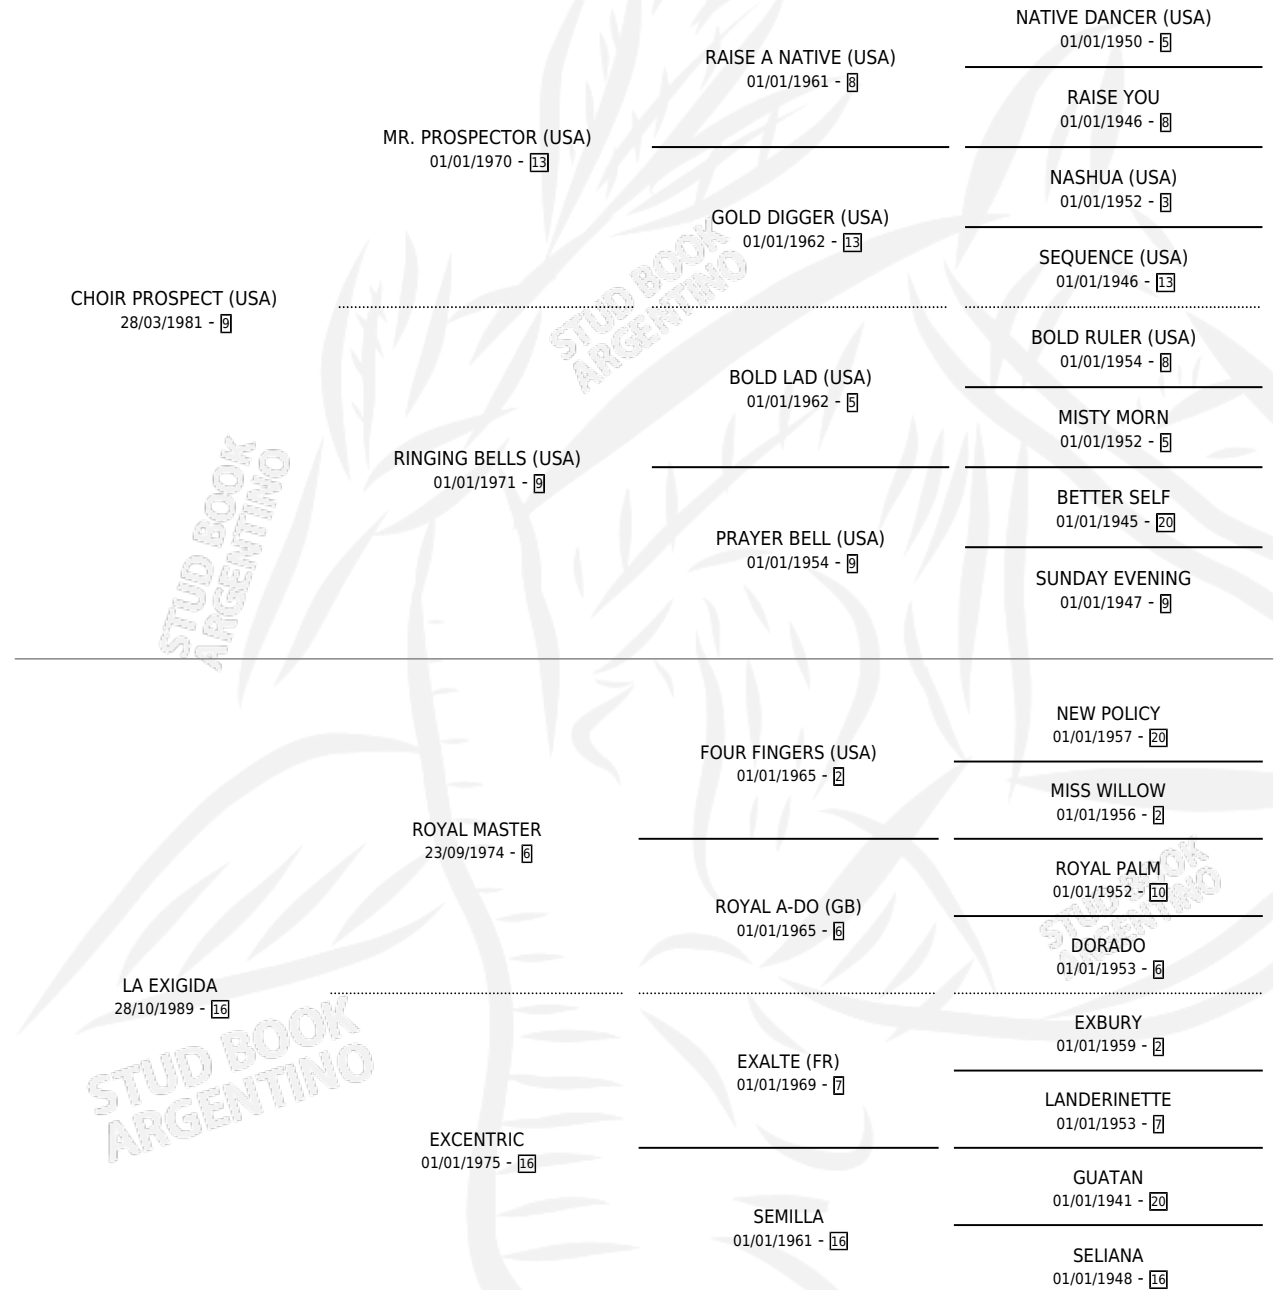 NATIVE DANCER (USA)
01/01/1950 - 5
RAISE A NATIVE (USA)
01/01/1961 - 8
RAISE YOU
01/01/1946 - 8
MR. PROSPECTOR (USA)
01/01/1970 - 13
NASHUA (USA)
01/01/1952 - 3
GOLD DIGGER (USA)
01/01/1962 - 13
SEQUENCE (USA)
01/01/1946 - 13
CHOIR PROSPECT (USA)
28/03/1981 - 9
STUD BOOK
ARGENTINO
BOLD RULER (USA)
01/01/1954 - 8
BOLD LAD (USA)
01/01/1962 - 5
MISTY MORN
01/01/1952 - 5
RINGING BELLS (USA)
01/01/1971 - 9
STUD BOOK
ARGENTINO
BETTER SELF
01/01/1945 - 20
PRAYER BELL (USA)
01/01/1954 - 9
SUNDAY EVENING
01/01/1947 - 9
NEW POLICY
01/01/1957 - 20
FOUR FINGERS (USA)
01/01/1965 - 2
MISS WILLOW
01/01/1956 - 2
ROYAL MASTER
23/09/1974 - 6
ROYAL PALM
01/01/1952 - 10
STUD BOOK
ARGENTINO
ROYAL A-DO (GB)
01/01/1965 - 6
DORADO
01/01/1953 - 6
LA EXIGIDA
28/10/1989 - 16
STUD BOOK
ARGENTINO
EXBURY
01/01/1959 - 2
EXALTE (FR)
01/01/1969 - 7
LANDERINETTE
01/01/1953 - 7
EXCENTRIC
01/01/1975 - 16
GUATAN
01/01/1941 - 20
SEMILLA
01/01/1961 - 16
SELIANA
01/01/1948 - 16